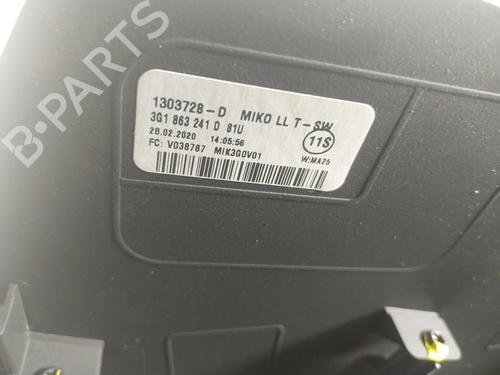 B-PARTS
1303728-D MIKO LL T-SW
3G1 863 241 D 81U
28.02.2020 14:05:56
11S
FC: V038787 MIK3G0V01
W:MA25